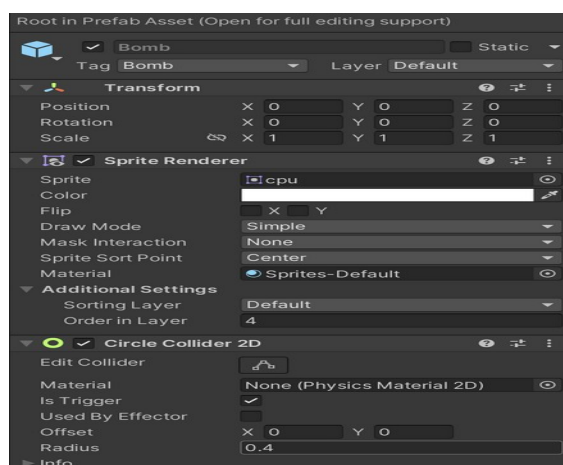 Root in Prefab Asset (Open for full editing support)
Bomb Static
Tag Bomb Layer Default
Transform
Position X 0 Y 0 Z 0
Rotation X 0 Y 0 Z 0
Scale X 1 Y 1 Z 1
Sprite Renderer
Sprite cpu
Color
Flip X Y
Draw Mode Simple
Mask Interaction None
Sprite Sort Point Center
Material Sprites-Default
Additional Settings
Sorting Layer Default
Order in Layer 4
Circle Collider 2D
Edit Collider
Material None (Physics Material 2D)
Is Trigger
Used By Effector
Offset X 0 Y 0
Radius 0.4
Info